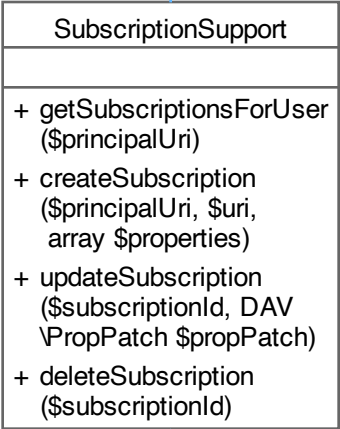 SubscriptionSupport
+ getSubscriptionsForUser
($principalUri)
+ createSubscription
($principalUri, $uri,
array $properties)
+ updateSubscription
($subscriptionId, DAV
\PropPatch $propPatch)
+ deleteSubscription
($subscriptionId)